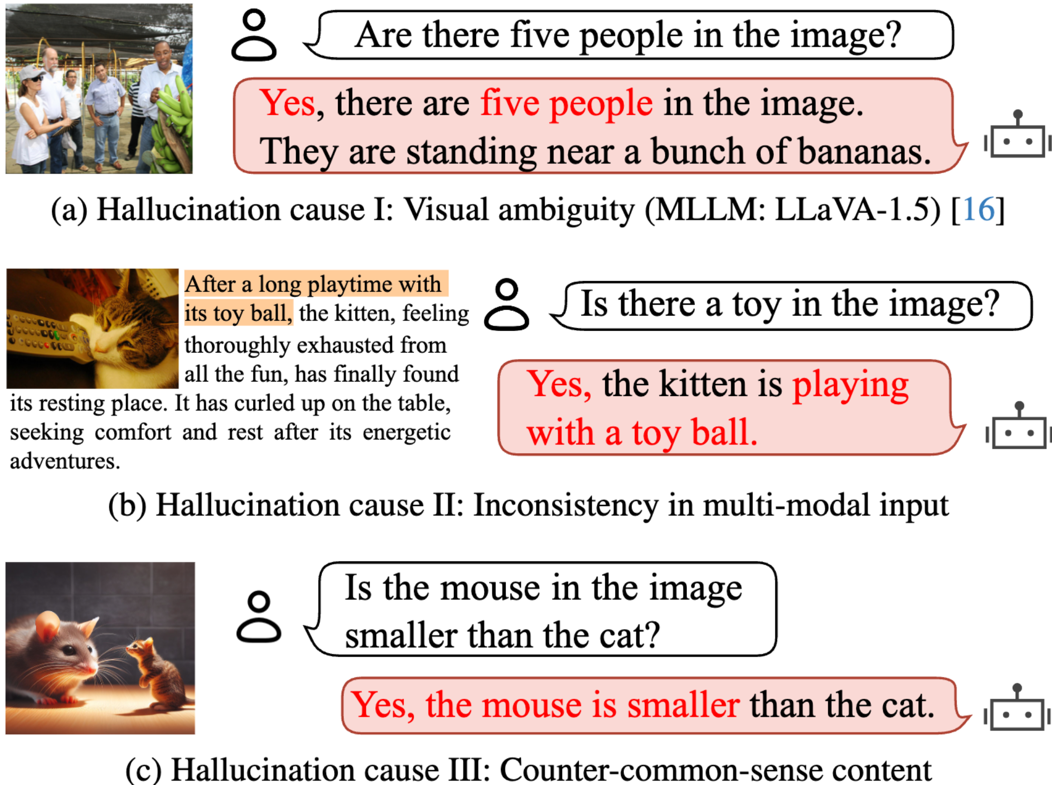 Are there five people in the image?
Yes, there are five people in the image.
They are standing near a bunch of bananas.
(a) Hallucination cause I: Visual ambiguity (MLLM: LLaVA-1.5) [16]
After a long playtime with
its toy ball, the kitten, feeling
thoroughly exhausted from
all the fun, has finally found
its resting place. It has curled up on the table,
seeking comfort and rest after its energetic
adventures.
Is there a toy in the image?
Yes, the kitten is playing
with a toy ball.
(b) Hallucination cause II: Inconsistency in multi-modal input
Is the mouse in the image
smaller than the cat?
Yes, the mouse is smaller than the cat.
(c) Hallucination cause III: Counter-common-sense content